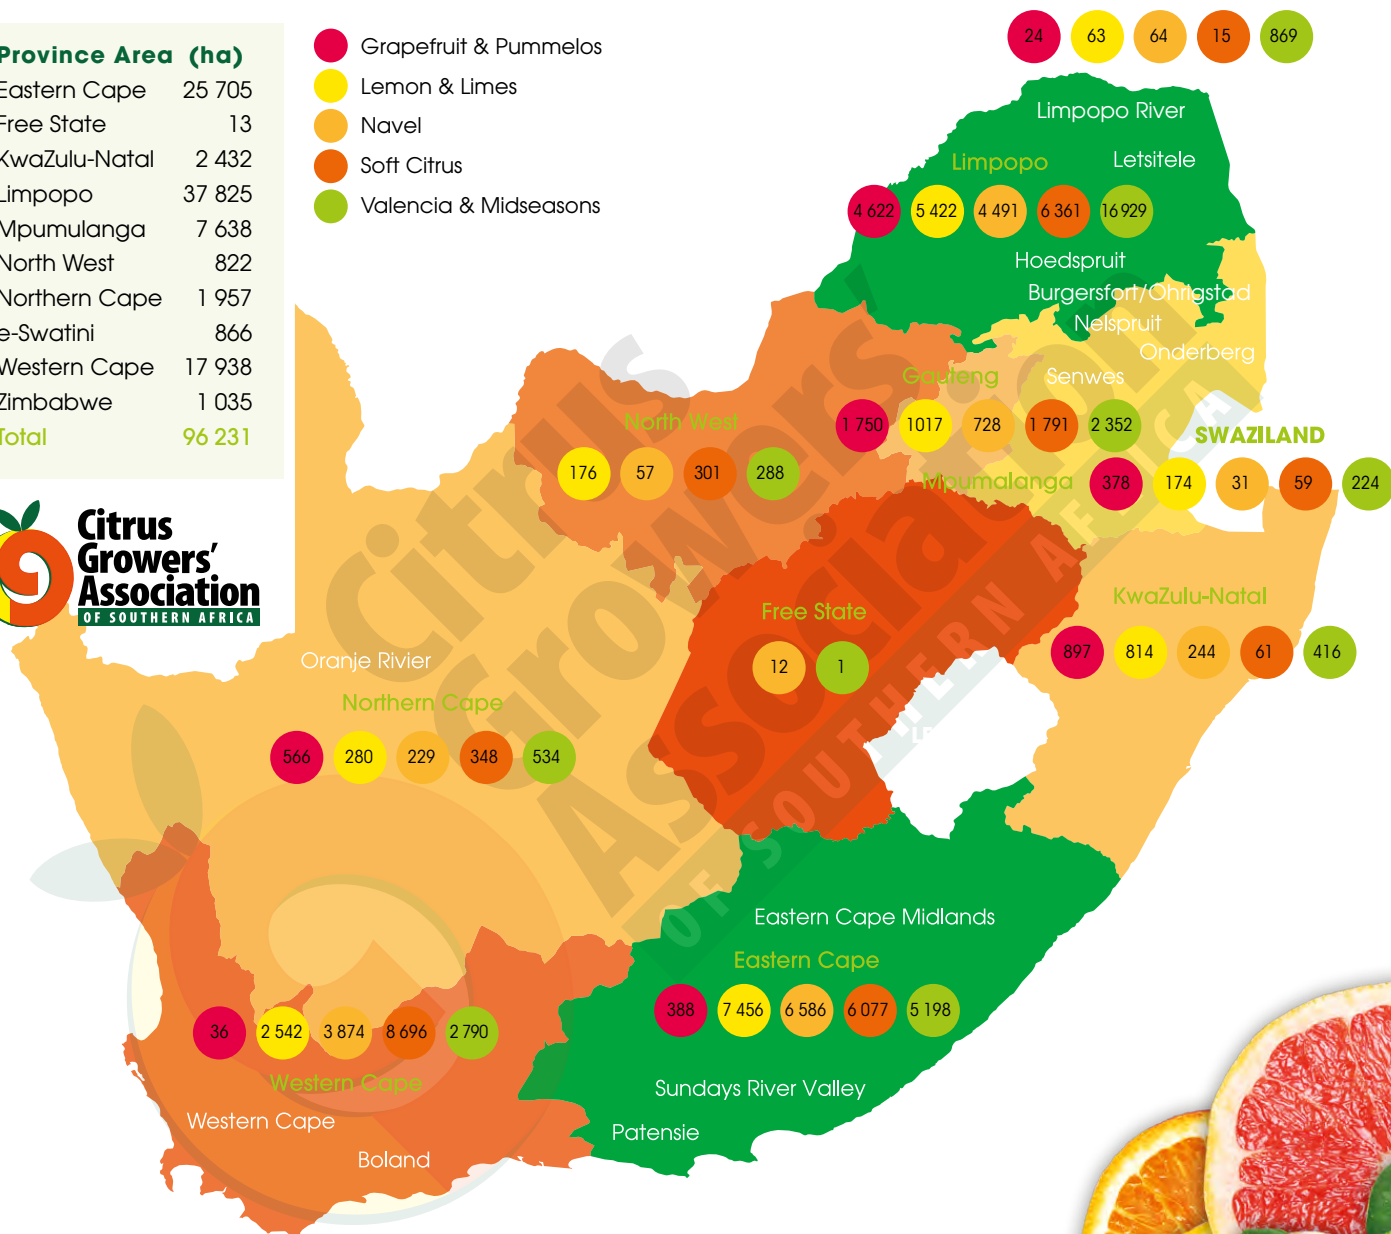 Province Area (ha)
Eastern Cape 25 705
Free State 13
KwaZulu-Natal 2 432
Limpopo 37 825
Mpumulanga 7 638
North West 822
Northern Cape 1 957
e-Swatini 866
Western Cape 17 938
Zimbabwe 1 035
Total 96 231
Grapefruit & Pummelos
Lemon & Limes
Navel
Soft Citrus
Valencia & Midseasons
24 63 64 15 869
Limpopo River
Limpopo Letsitele
4 622 5 422 4 491 6 361 16 929
Hoedspruit
Burgersfort/Ohrigstad
Nelspruit
Onderberg
Gauteng Senwes
1 750 1017 728 1 791 2 352
SWAZILAND
Mpumalanga 378 174 31 59 224
North West
176 57 301 288
Citrus
Growers'
Association
OF SOUTHERN AFRICA
Free State
12 1
KwaZulu-Natal
897 814 244 61 416
Oranje Rivier
Northern Cape
566 280 229 348 534
Eastern Cape Midlands
Eastern Cape
388 7 456 6 586 6 077 5 198
Sundays River Valley
Patensie
36 2 542 3 874 8 696 2 790
Western Cape
Western Cape
Boland
Citrus
Growers'
Association
OF SOUTHERN AFRICA